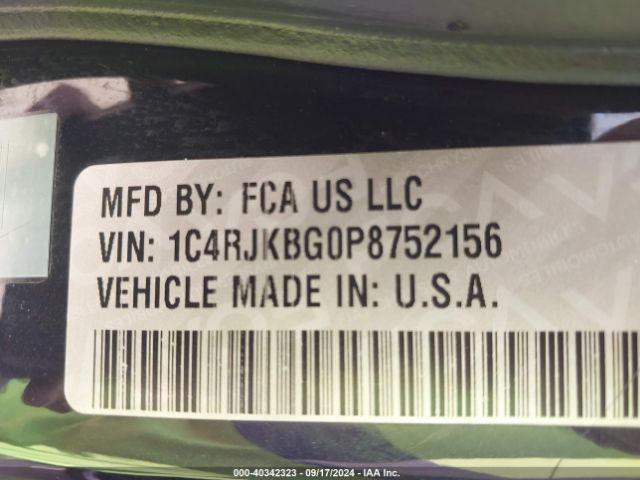 MFD BY: FCA US LLC
VIN: 1C4RJKBG0P8752156
VEHICLE MADE IN: U.S.A.
000-40342323 - 09/17/2024 - IAA Inc.